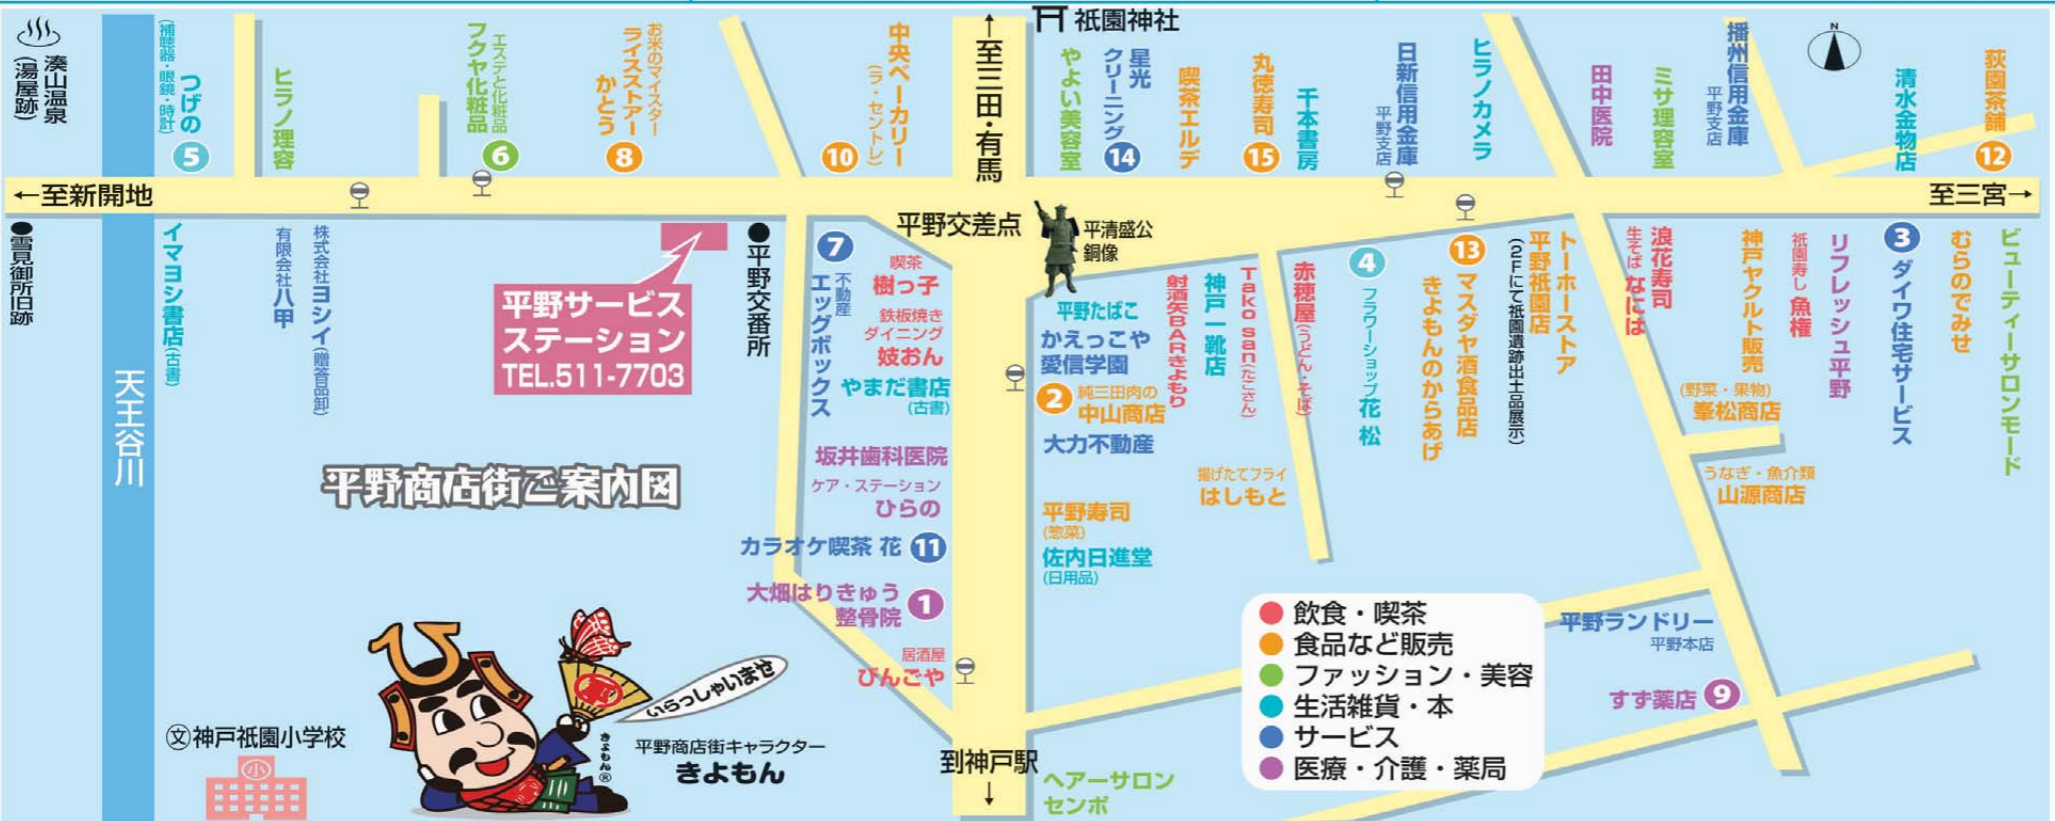 湊山温泉
(湯屋跡)
(補聴器・眼鏡・時計)
つげの
5
ヒラノ理容
エステと化粧品
フクヤ化粧品
6
お米のマイスター
ライスストアー
かとう
8
中央ベーカリー
(ラ・セントレ)
10
↑至三田・有馬
祇園神社
やよい美容室
星光
クリーニング
14
喫茶エルデ
丸徳寿司
15
千本書房
日新信用金庫
平野支店
ヒラノカメラ
田中医院
ミサ理容室
播州信用金庫
平野支店
N
清水金物店
荻園茶舗
12
←至新開地
至三宮→
平野交差点
平清盛公
銅像
●雪見御所旧跡
天王谷川
イマヨシ書店(古書)
有限会社八甲
株式会社ヨシイ(贈答品卸)
平野サービス
ステーション
TEL.511-7703
●平野交番所
7
不動産
エッグボックス
喫茶
樹っ子
鉄板焼き
ダイニング
妓おん
やまだ書店
(古書)
坂井歯科医院
ケア・ステーション
ひらの
カラオケ喫茶 花
11
大畑はりきゅう
整骨院
1
居酒屋
びんごや
平野たばこ
かえっこや
愛信学園
2
純三田肉の
中山商店
大力不動産
平野寿司
(惣菜)
佐内日進堂
(日用品)
射酒矢BARきよもり
神戸一靴店
Tako san(たこさん)
赤穂屋(うどん・そば)
揚げたてフライ
はしもと
4
フラワーショップ花松
13
マスダヤ酒食品店
きよもんのからあげ
トーホーストア
平野祇園店
(2Fにて祇園遺跡出土品展示)
浪花寿司
生そば なには
神戸ヤクルト販売
祇園寿し 魚権
リフレッシュ平野
3
ダイワ住宅サービス
むらのでみせ
ビューティーサロンモード
(野菜・果物)
峯松商店
うなぎ・魚介類
山源商店
平野ランドリー
平野本店
すず薬店
9
平野商店街ご案内図
いらっしゃいませ
きよもん®
平野商店街キャラクター
きよもん
文 神戸祇園小学校
小
到神戸駅
↓
ヘアーサロン
センポ
飲食・喫茶
食品など販売
ファッション・美容
生活雑貨・本
サービス
医療・介護・薬局